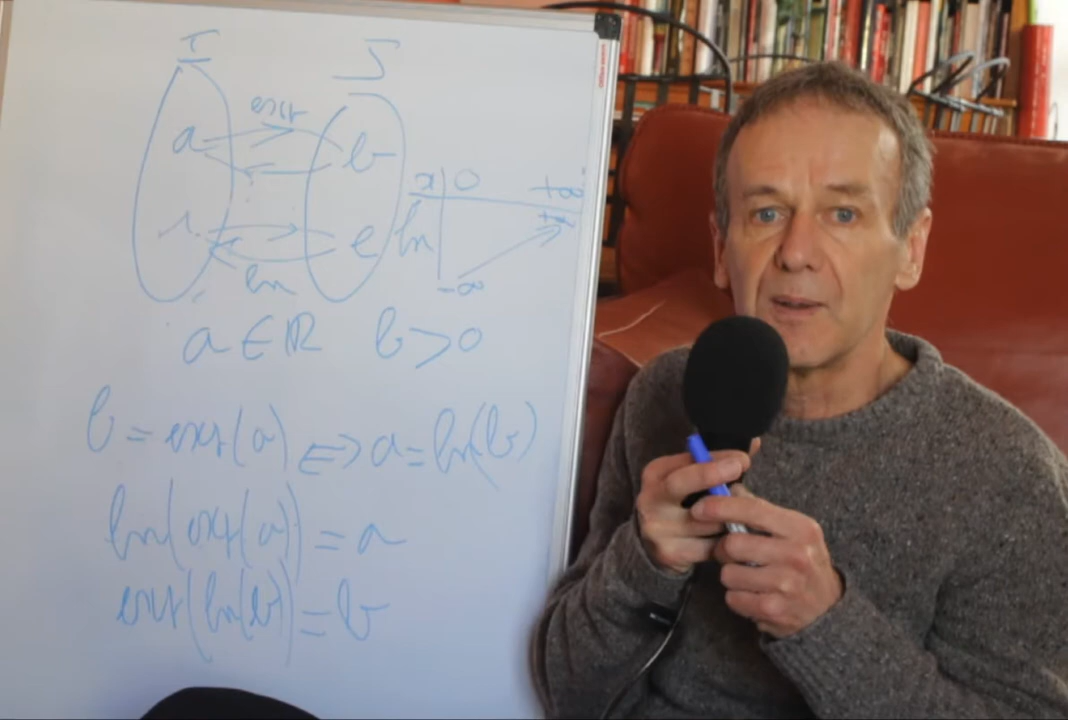 I J
a exp b
1 e
ln
x 0 +∞
ln -∞ +∞
a ∈ ℝ b > 0
b = exp(a) ⟺ a = ln(b)
ln(exp(a)) = a
exp(ln(b)) = b